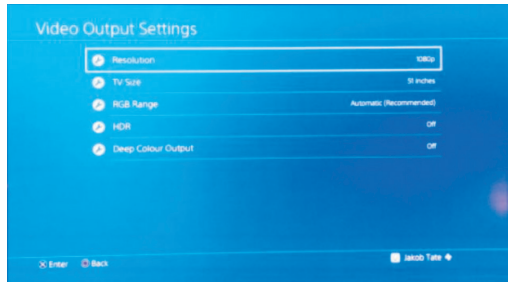 Video Output Settings
Resolution 1080p
TV Size 51 inches
RGB Range Automatic (Recommended)
HDR Off
Deep Colour Output Off
Enter Back Jakob Tate